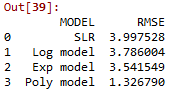 Out[39]:
MODEL RMSE
0 SLR 3.997528
1 Log model 3.786004
2 Exp model 3.541549
3 Poly model 1.326790